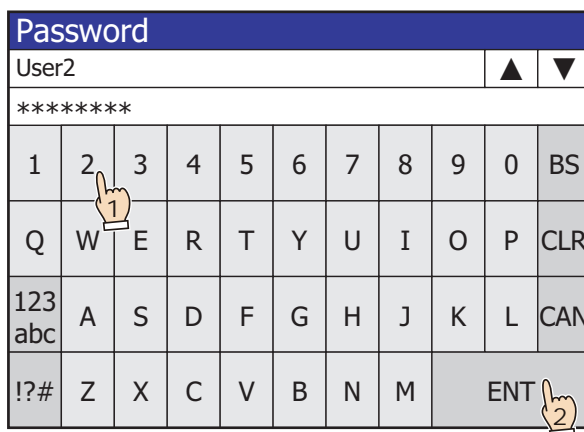 Password
User2 ▲ ▼
********
1 2 3 4 5 6 7 8 9 0 BS
1
Q W E R T Y U I O P CLR
123 abc A S D F G H J K L CAN
!?# Z X C V B N M ENT
2